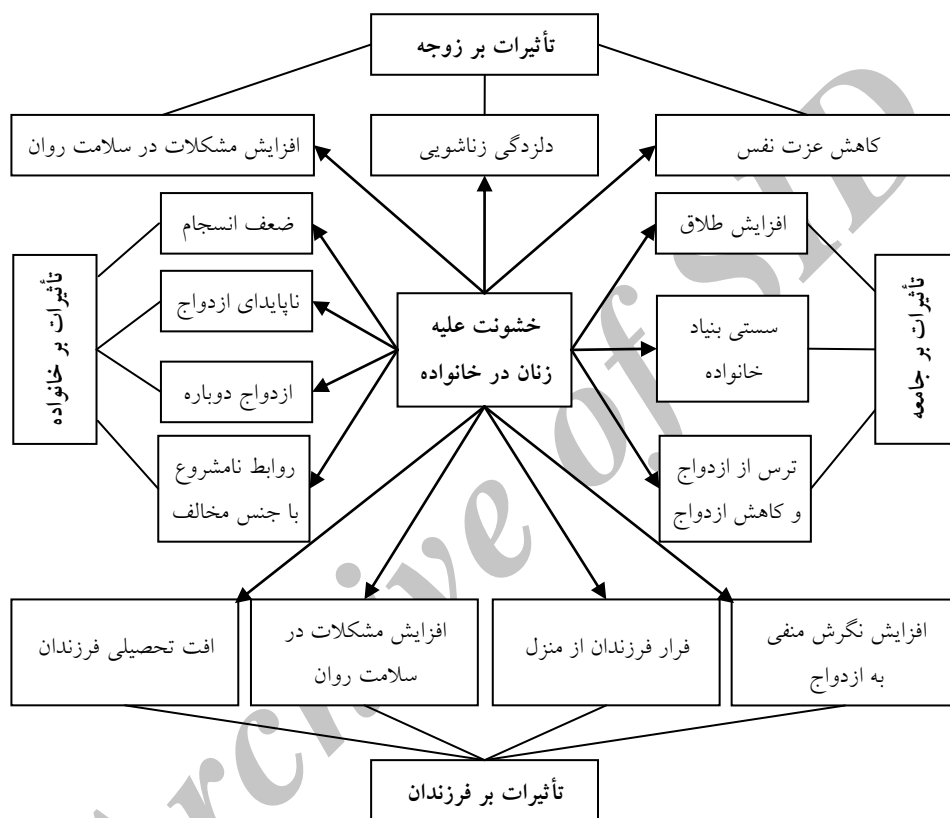 تأثیرات بر زوجه
کاهش عزت نفس
دلزدگی زناشویی
افزایش مشکلات در سلامت روان
افزایش طلاق
سستی بنیاد
خانواده
ترس از ازدواج
و کاهش ازدواج
تأثیرات بر جامعه
خشونت علیه
زنان در خانواده
ضعف انسجام
ناپایدای ازدواج
ازدواج دوباره
روابط نامشروع
با جنس مخالف
تأثیرات بر خانواده
افزایش نگرش منفی
به ازدواج
فرار فرزندان از منزل
افزایش مشکلات در
سلامت روان
افت تحصیلی فرزندان
تأثیرات بر فرزندان
Archive of SID